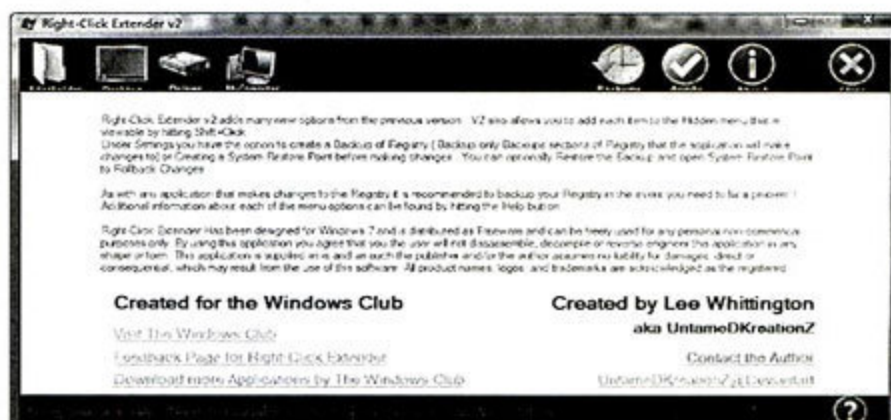 Right-Click Extender v2
Right-Click Extender v2 adds many new options from the previous version. V2 also allows you to add each item to the Hidden menu that is
viewable by hitting Shift+Click
Under Settings you have the option to create a Backup of Registry ( Backup only Backups sections of Registry that the application will make
changes to) or Creating a System Restore Point before making changes. You can optionally Restore the Backup and open System Restore Point
to Rollback Changes
As with any application that makes changes to the Registry it is recommended to backup your Registry in the event you need to fix a problem !
Additional information about each of the menu options can be found by hitting the Help button
Right-Click Extender Has been designed for Windows 7 and is distributed as Freeware and can be freely used for any personal non commercial
purposes only. By using this application you agree that you the user will not disassemble, decompile or reverse engineer this application in any
shape or form. This application is supplied as is and as such the publisher and/or the author assumes no liability for damages, direct or
consequential, which may result from the use of this software. All product names, logos, and trademarks are acknowledged as the registered
Created for the Windows Club
Created by Lee Whittington
aka UntameDKreationZ
Visit The Windows Club
Feedback Page for Right Click Extender
Contact the Author
Download more Applications by The Windows Club
UntameDKreationZ @ Deviantart